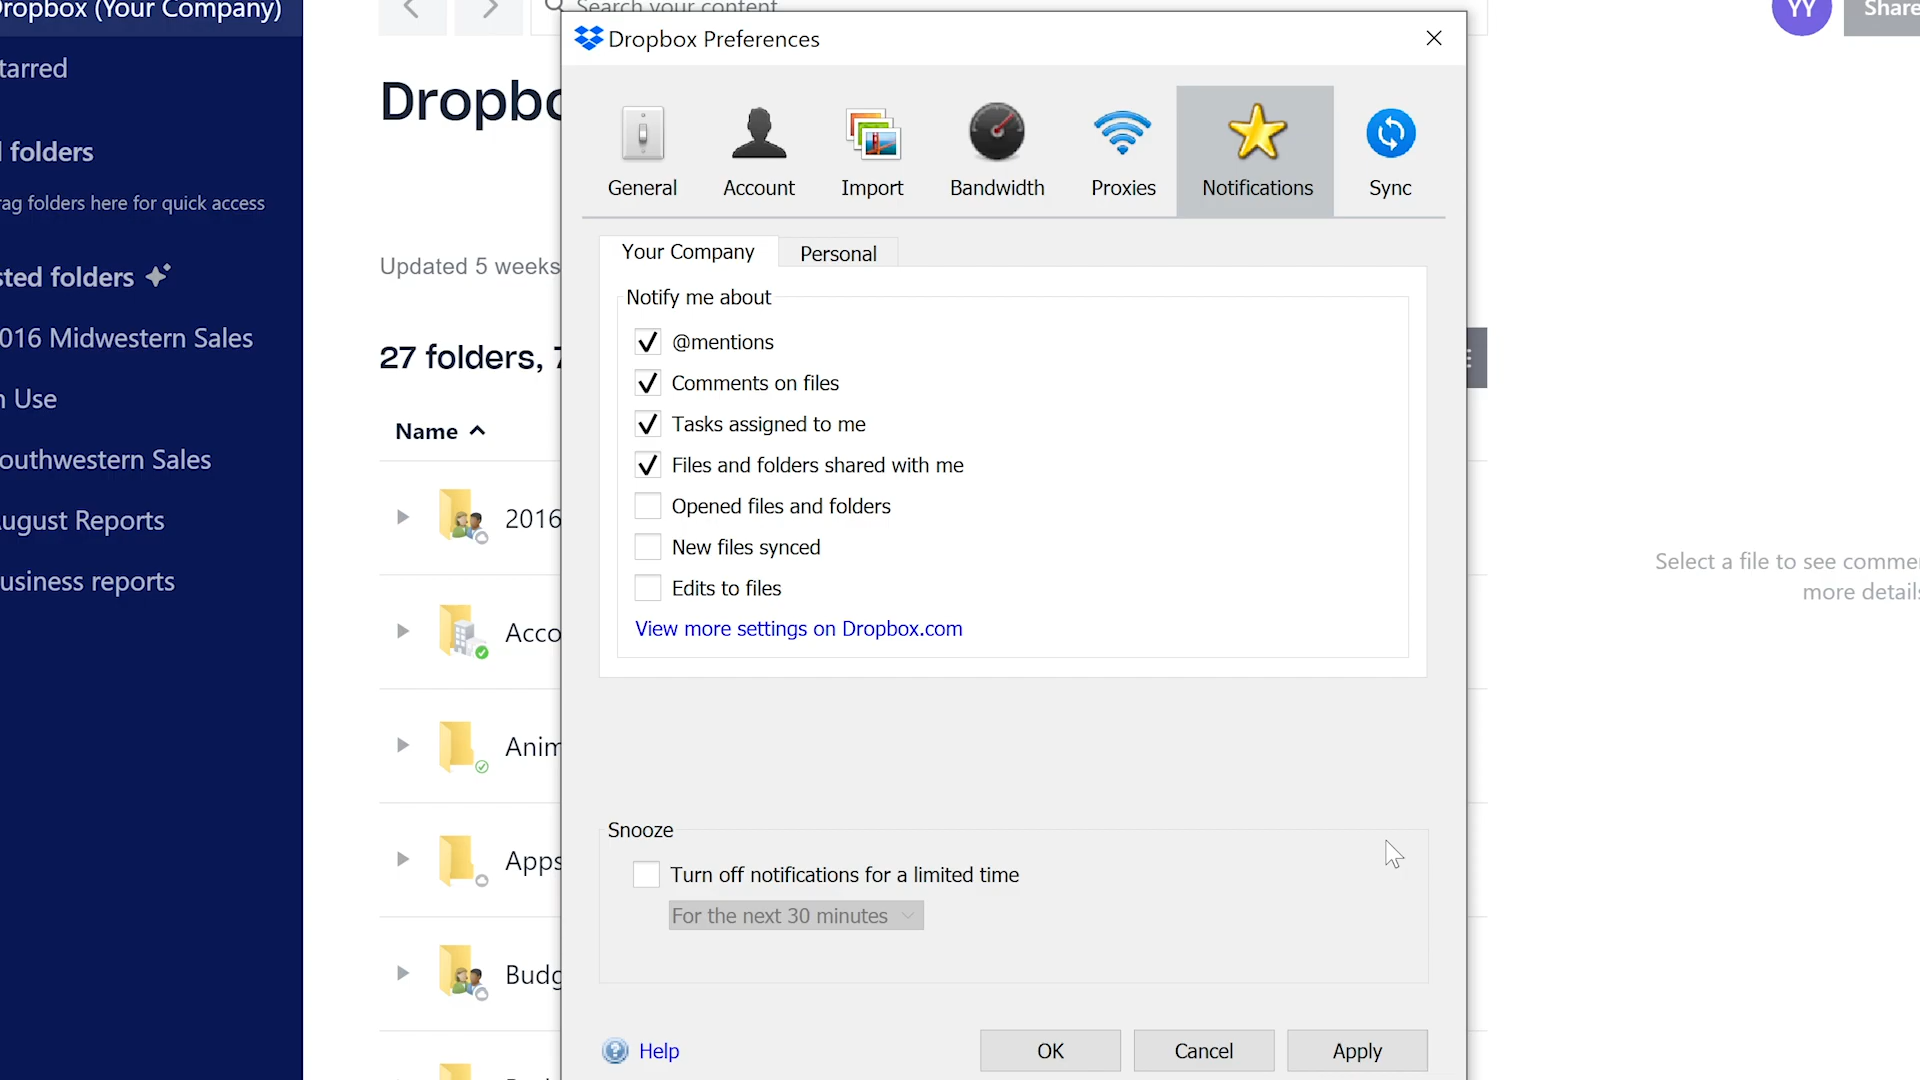 Dropbox (Your Company)
tarred
folders
rag folders here for quick access
sted folders
016 Midwestern Sales
n Use
outhwestern Sales
ugust Reports
usiness reports
Search your content
YY
Share
Dropbo
Updated 5 weeks
27 folders, 7
Name
2016
Acco
Anim
Apps
Budg
Dropbox Preferences
General
Account
Import
Bandwidth
Proxies
Notifications
Sync
Your Company
Personal
Notify me about
@mentions
Comments on files
Tasks assigned to me
Files and folders shared with me
Opened files and folders
New files synced
Edits to files
View more settings on Dropbox.com
Snooze
Turn off notifications for a limited time
For the next 30 minutes
Help
OK
Cancel
Apply
Select a file to see comme
more details